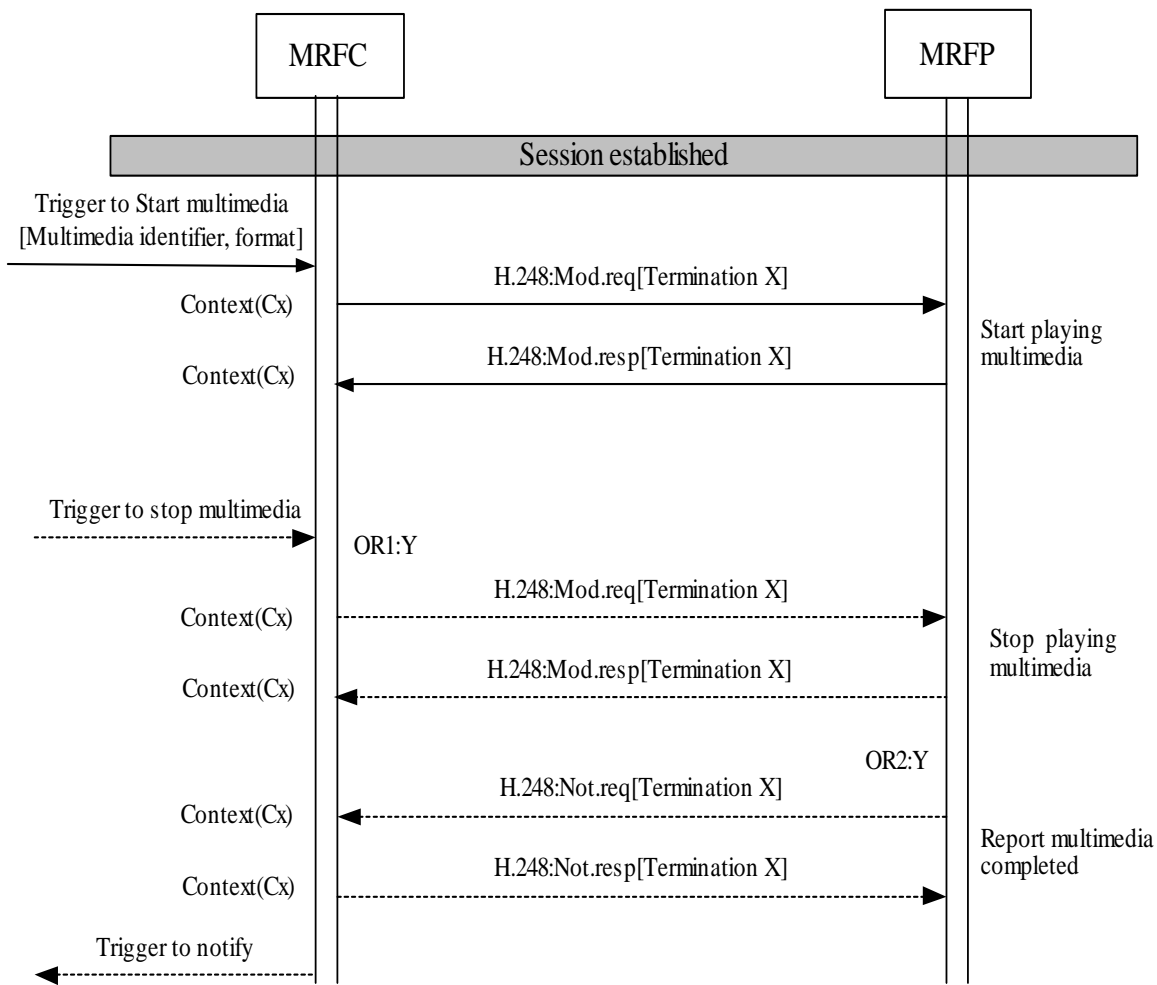 MRFC
MRFP
Session established
Trigger to Start multimedia
[Multimedia identifier, format]
H.248:Mod.req[Termination X]
Context(Cx)
Start playing
multimedia
H.248:Mod.resp[Termination X]
Context(Cx)
Trigger to stop multimedia
OR1:Y
H.248:Mod.req[Termination X]
Context(Cx)
Stop playing
multimedia
H.248:Mod.resp[Termination X]
Context(Cx)
OR2:Y
H.248:Not.req[Termination X]
Context(Cx)
Report multimedia
completed
H.248:Not.resp[Termination X]
Context(Cx)
Trigger to notify